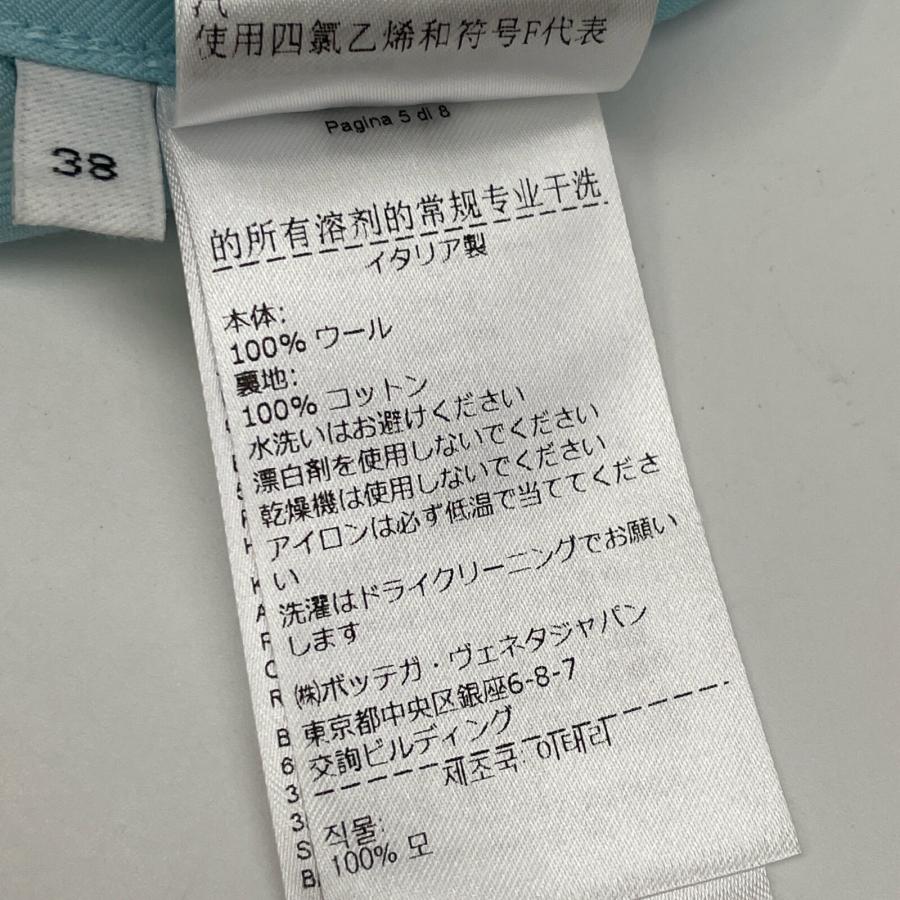 使用四氯乙烯和符号F代表
38
Pagina 5 di 8
的所有溶剂的常规专业干洗
イタリア製
本体:
100% ウール
裏地:
100% コットン
水洗いはお避けください
漂白剤を使用しないでください
乾燥機は使用しないでください
アイロンは必ず低温で当ててくださ
い
洗濯はドライクリーニングでお願い
します
㈱ボッテガ・ヴェネタジャパン
東京都中央区銀座6-8-7
交詢ビルディング
제조국: 이태리
직물:
100% 모